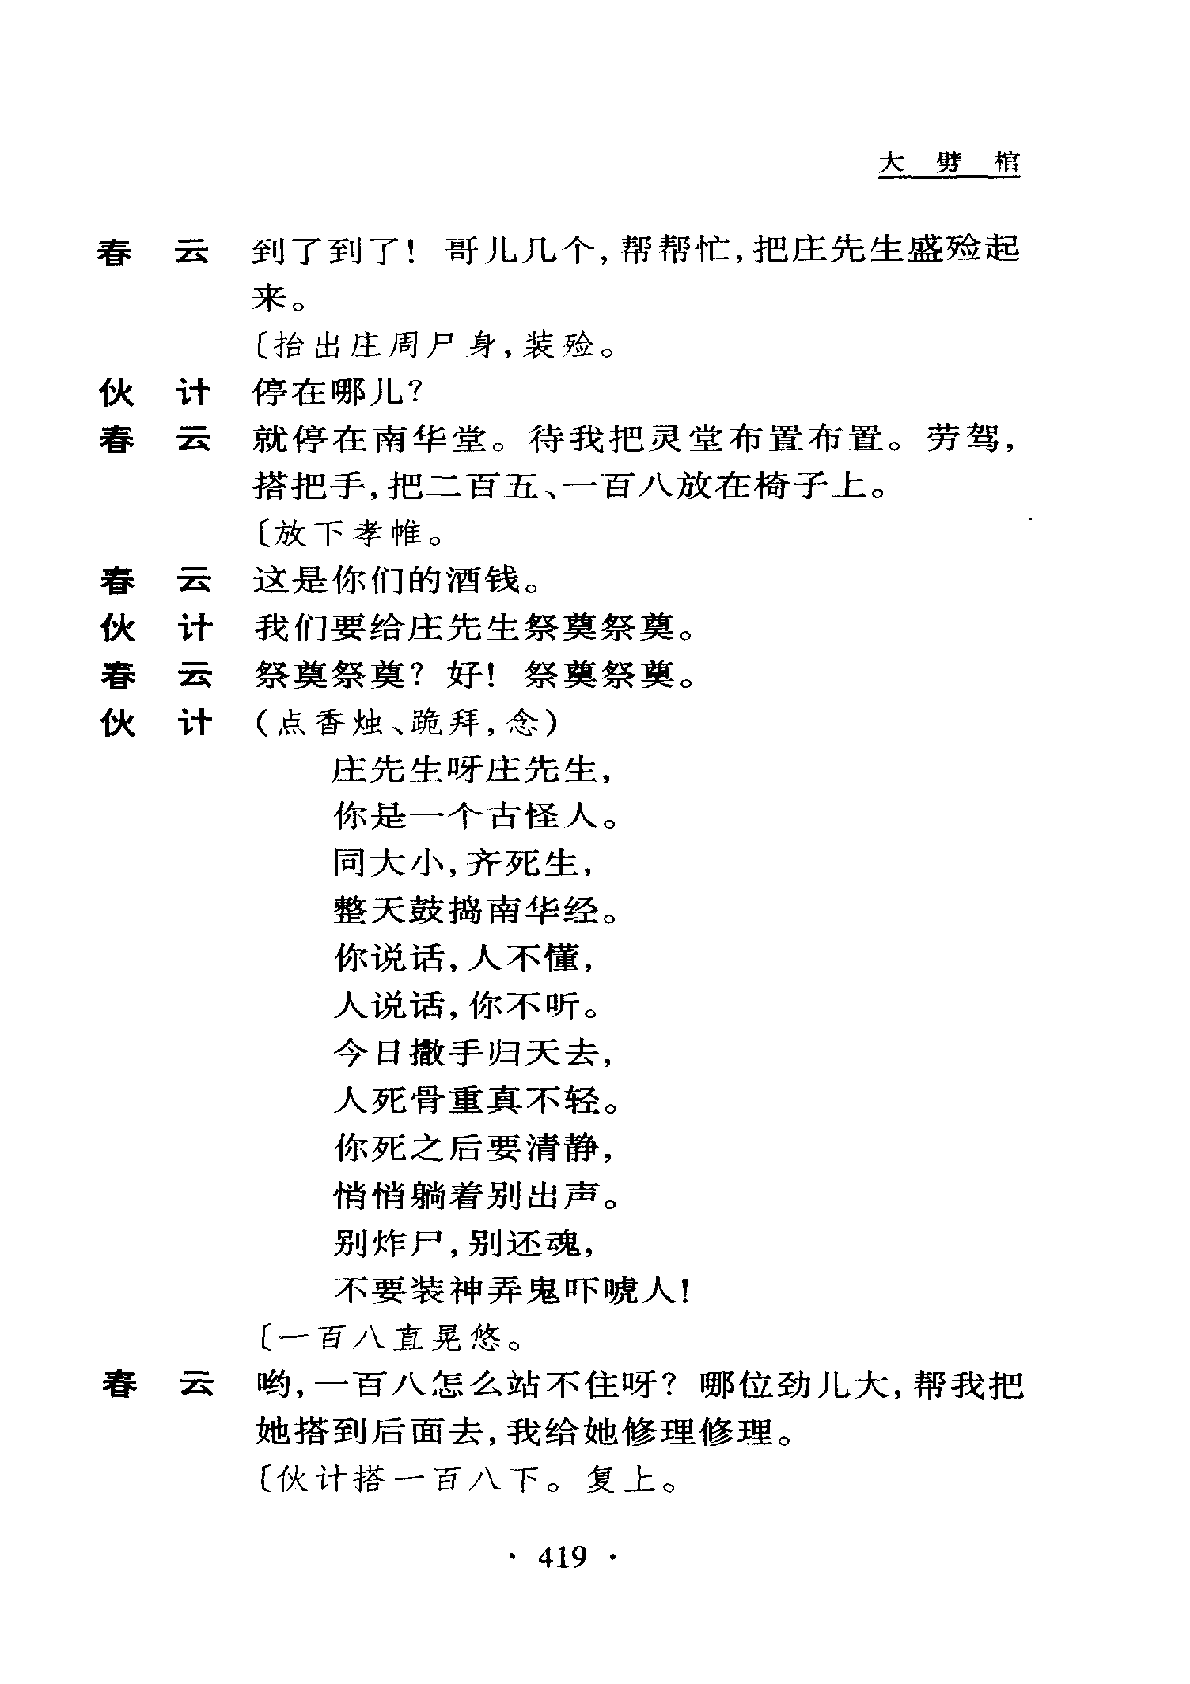 大劈棺
春云 到了到了！哥儿几个，帮帮忙，把庄先生盛殓起
来。
〔抬出庄周尸身，装殓。
伙计 停在哪儿？
春云 就停在南华堂。待我把灵堂布置布置。劳驾，
搭把手，把二百五、一百八放在椅子上。
〔放下孝帷。
春云 这是你们的酒钱。
伙计 我们要给庄先生祭奠祭奠。
春云 祭奠祭奠？好！祭奠祭奠。
伙计 （点香烛、跪拜，念）
庄先生呀庄先生，
你是一个古怪人。
同大小，齐死生，
整天鼓捣南华经。
你说话，人不懂，
人说话，你不听。
今日撒手归天去，
人死骨重真不轻。
你死之后要清静，
悄悄躺着别出声。
别炸尸，别还魂，
不要装神弄鬼吓唬人！
〔一百八直晃悠。
春云 哟，一百八怎么站不住呀？哪位劲儿大，帮我把
她搭到后面去，我给她修理修理。
〔伙计搭一百八下。复上。
· 419 ·